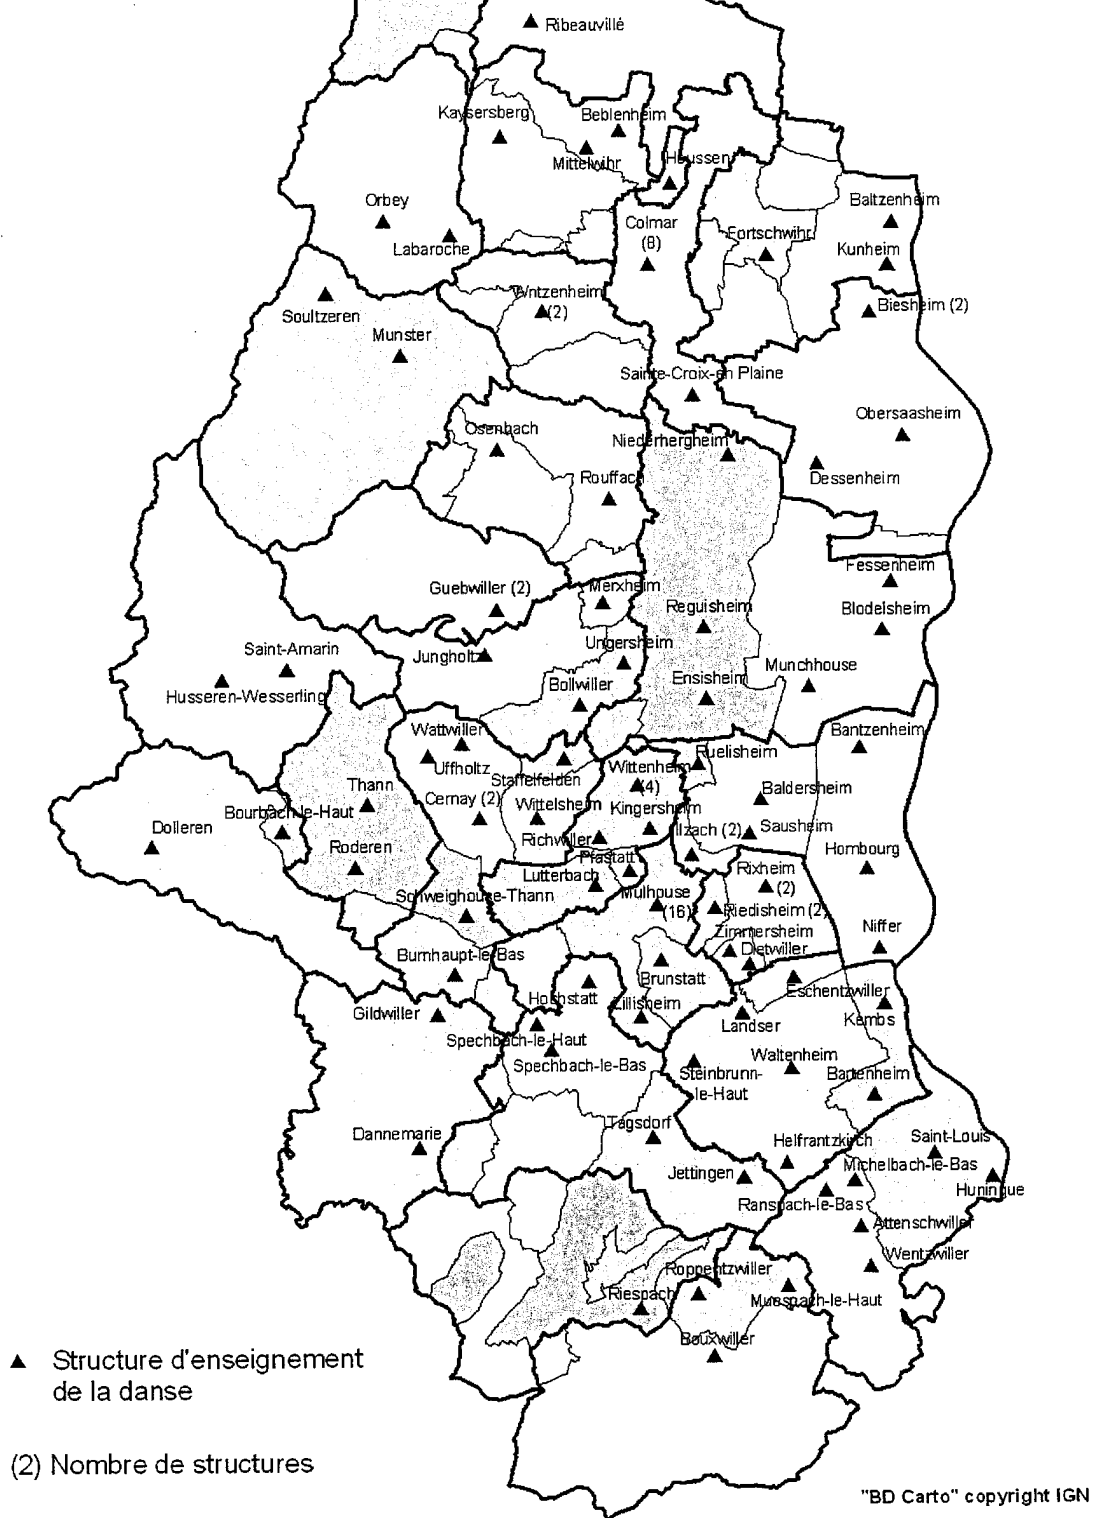 Ribeauvillé
Kaysersberg
Beblenheim
Mittelwihr
Houssen
Orbey
Labaroche
Colmar
(8)
Fortschwihr
Baltzenheim
Kunheim
Biesheim (2)
Wntzenheim
(2)
Soultzeren
Munster
Sainte-Croix-en Plaine
Obersaasheim
Osenbach
Niederhergheim
Rouffach
Dessenheim
Fessenheim
Guebwiller (2)
Merxheim
Reguisheim
Blodelsheim
Saint-Amarin
Jungholtz
Ungersheim
Munchhouse
Husseren-Wesserling
Bollwiller
Ensisheim
Wattwiller
Bantzenheim
Uffholtz
Staffelfelden
Wittenheim
(4)
Ruelisheim
Thann
Cernay (2)
Wittelsheim
Kingersheim
Baldersheim
Dolleren
Bourbach-le-Haut
Richwiller
Illzach (2)
Sausheim
Roderen
Pfastatt
Lutterbach
Rixheim
(2)
Hombourg
Schweighouse-Thann
Mulhouse
(16)
Riedisheim (2)
Zimmersheim
Niffer
Burnhaupt-le-Bas
Dietwiller
Brunstatt
Eschentzwiller
Hochstatt
Zillisheim
Gildwiller
Landser
Kembs
Spechbach-le-Haut
Spechbach-le-Bas
Waltenheim
Steinbrunn-
le-Haut
Bartenheim
Tagsdorf
Dannemarie
Helfrantzkirch
Saint-Louis
Jettingen
Michelbach-le-Bas
Huningue
Ranspach-le-Bas
Attenschwiller
Wentzwiller
Roppentzwiller
Riespach
Muespach-le-Haut
Bouxwiller
Structure d'enseignement
de la danse
(2) Nombre de structures
"BD Carto" copyright IGN